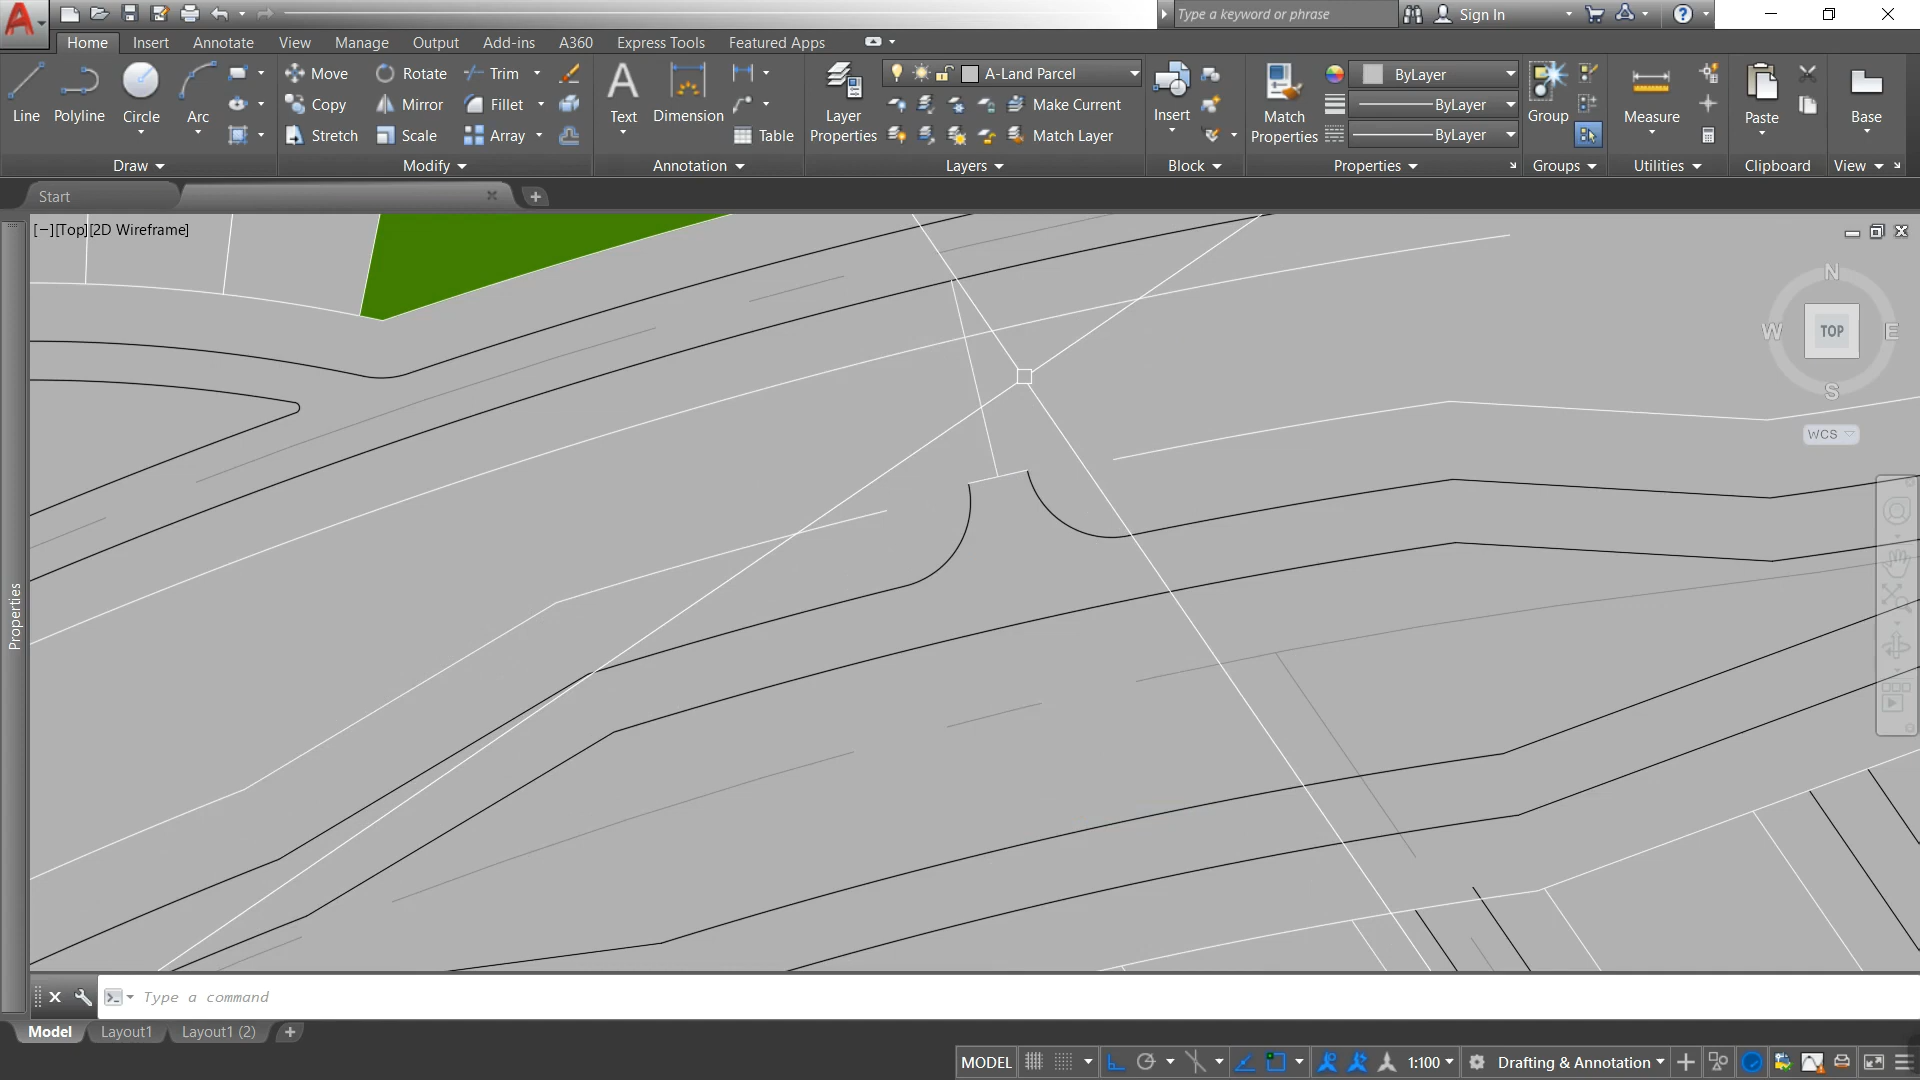 Type a keyword or phrase
Sign In
Home Insert Annotate View Manage Output Add-ins A360 Express Tools Featured Apps
Line Polyline Circle Arc
Draw
Move Rotate Trim
Copy Mirror Fillet
Stretch Scale Array
Modify
Text Dimension Table
Annotation
Layer Properties
A-Land Parcel
Make Current
Match Layer
Layers
Insert
Block
Match Properties
ByLayer
ByLayer
ByLayer
Properties
Group
Groups
Measure
Utilities
Paste
Clipboard
Base
View
Start
[−][Top][2D Wireframe]
N
W TOP E
S
WCS
Properties
Type a command
Model Layout1 Layout1 (2)
MODEL 1:100 Drafting & Annotation